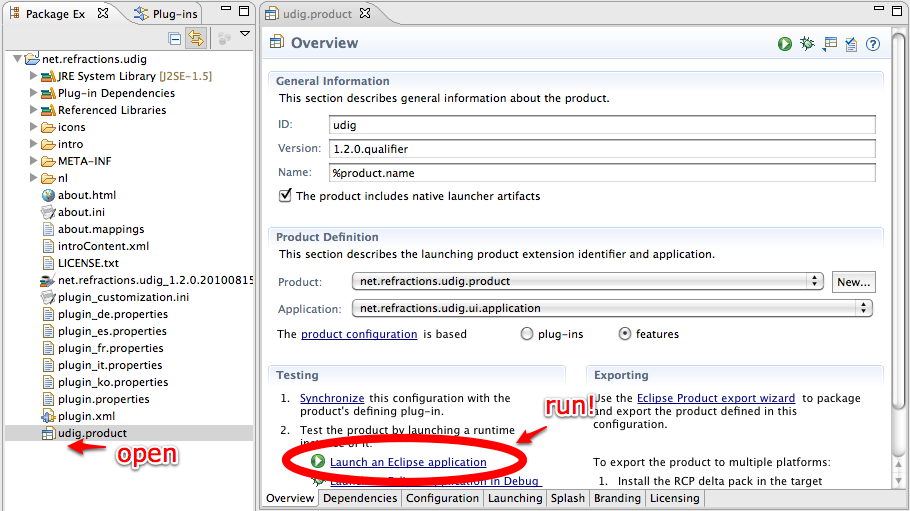 Package Ex
Plug-ins
net.refractions.udig
JRE System Library [J2SE-1.5]
Plug-in Dependencies
Referenced Libraries
icons
intro
META-INF
nl
about.html
about.ini
about.mappings
introContent.xml
LICENSE.txt
net.refractions.udig_1.2.0.20100815
plugin_customization.ini
plugin_de.properties
plugin_es.properties
plugin_fr.properties
plugin_it.properties
plugin_ko.properties
plugin.properties
plugin.xml
udig.product
open
udig.product
Overview
General Information
This section describes general information about the product.
ID: udig
Version: 1.2.0.qualifier
Name: %product.name
The product includes native launcher artifacts
Product Definition
This section describes the launching product extension identifier and application.
Product: net.refractions.udig.product New...
Application: net.refractions.udig.ui.application
The product configuration is based plug-ins features
Testing
1. Synchronize this configuration with the
product's defining plug-in.
2. Test the product by launching a runtime
of it.
Launch an Eclipse application
in Debug
run!
Exporting
Use the Eclipse Product export wizard to package
and export the product defined in this
configuration.
To export the product to multiple platforms:
1. Install the RCP delta pack in the target
Overview Dependencies Configuration Launching Splash Branding Licensing